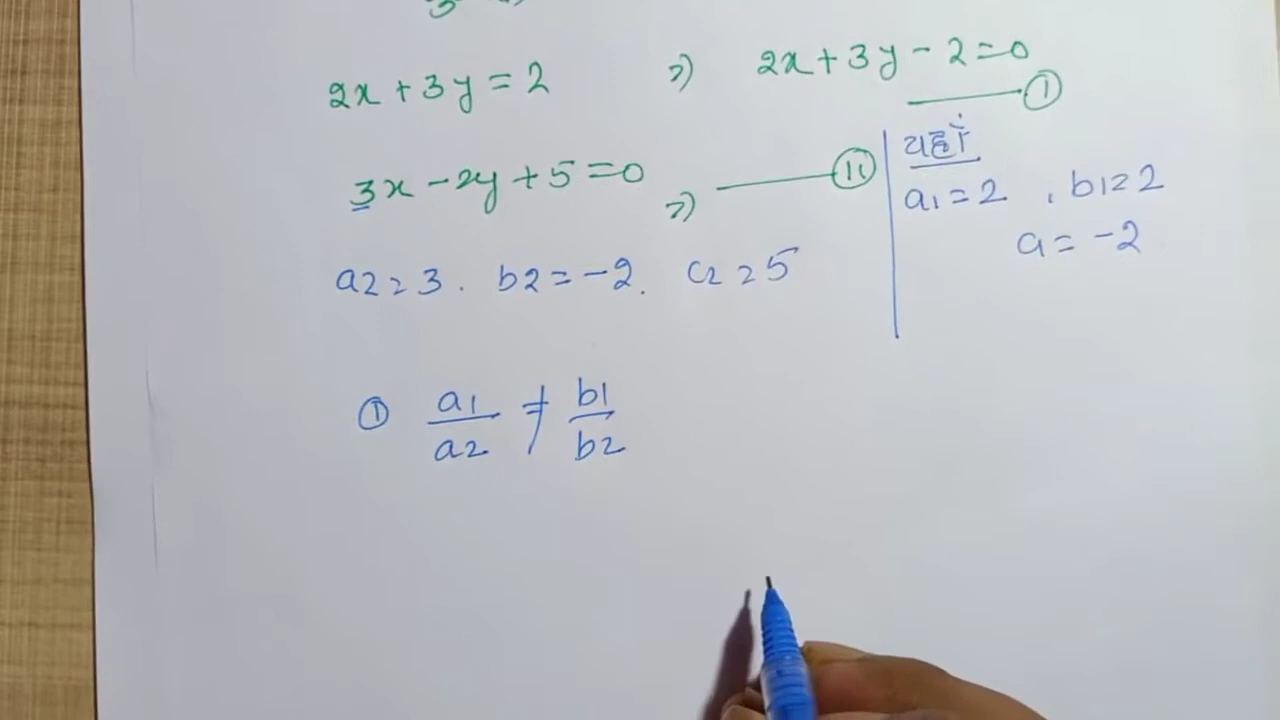 2x + 3y = 2 => 2x + 3y - 2 = 0
―― (I)
3x - 2y + 5 = 0 => ―― (II)
यहाँ
a1 = 2 , b1 = 2
a = -2
a2 = 3 . b2 = -2 . c2 = 5
(1) a1/a2 ≠ b1/b2